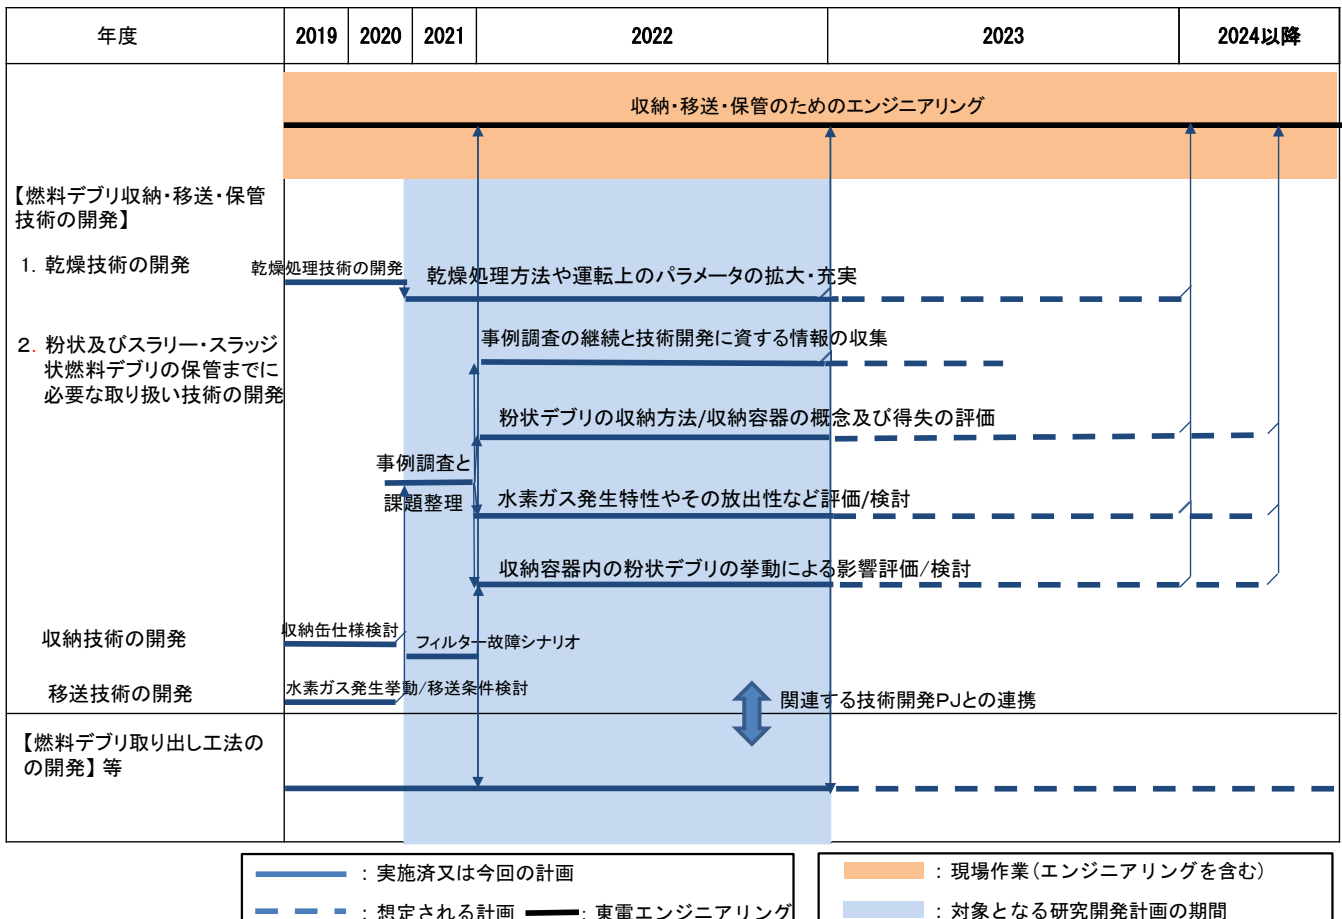 年度 2019 2020 2021 2022 2023 2024以降
収納・移送・保管のためのエンジニアリング
【燃料デブリ収納・移送・保管
技術の開発】
1. 乾燥技術の開発
乾燥処理技術の開発
乾燥処理方法や運転上のパラメータの拡大・充実
2. 粉状及びスラリー・スラッジ
状燃料デブリの保管までに
必要な取り扱い技術の開発
事例調査の継続と技術開発に資する情報の収集
粉状デブリの収納方法/収納容器の概念及び得失の評価
事例調査と
課題整理
水素ガス発生特性やその放出性など評価/検討
収納容器内の粉状デブリの挙動による影響評価/検討
収納技術の開発
収納缶仕様検討
フィルター故障シナリオ
移送技術の開発
水素ガス発生挙動/移送条件検討
関連する技術開発PJとの連携
【燃料デブリ取り出し工法の
の開発】等
：実施済又は今回の計画
：想定される計画
：東電エンジニアリング
：現場作業（エンジニアリングを含む）
：対象となる研究開発計画の期間